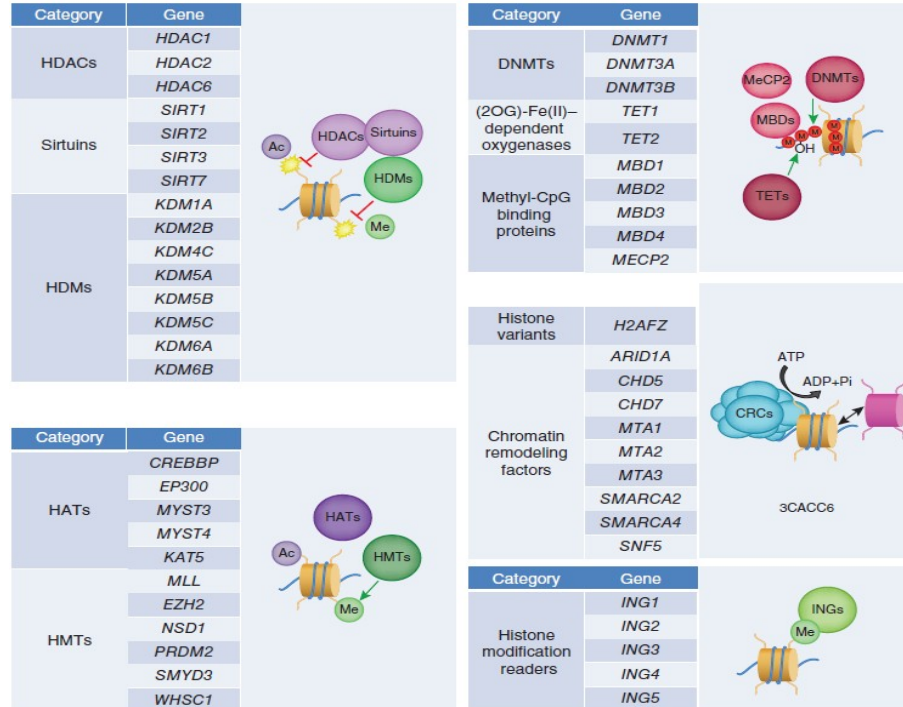 Category Gene
HDACs
HDAC1
HDAC2
HDAC6
Sirtuins
SIRT1
SIRT2
SIRT3
SIRT7
HDMs
KDM1A
KDM2B
KDM4C
KDM5A
KDM5B
KDM5C
KDM6A
KDM6B
Ac
HDACs
Sirtuins
HDMs
Me
Category Gene
HATs
CREBBP
EP300
MYST3
MYST4
KAT5
HMTs
MLL
EZH2
NSD1
PRDM2
SMYD3
WHSC1
HATs
Ac
HMTs
Me
Category Gene
DNMTs
DNMT1
DNMT3A
DNMT3B
(2OG)-Fe(II)–
dependent
oxygenases
TET1
TET2
Methyl-CpG
binding
proteins
MBD1
MBD2
MBD3
MBD4
MECP2
MeCP2
DNMTs
MBDs
M
M
M
M
M
M
OH
TETs
Histone
variants
H2AFZ
Chromatin
remodeling
factors
ARID1A
CHD5
CHD7
MTA1
MTA2
MTA3
SMARCA2
SMARCA4
SNF5
ATP
ADP+Pi
CRCs
3CACC6
Category Gene
Histone
modification
readers
ING1
ING2
ING3
ING4
ING5
INGs
Me